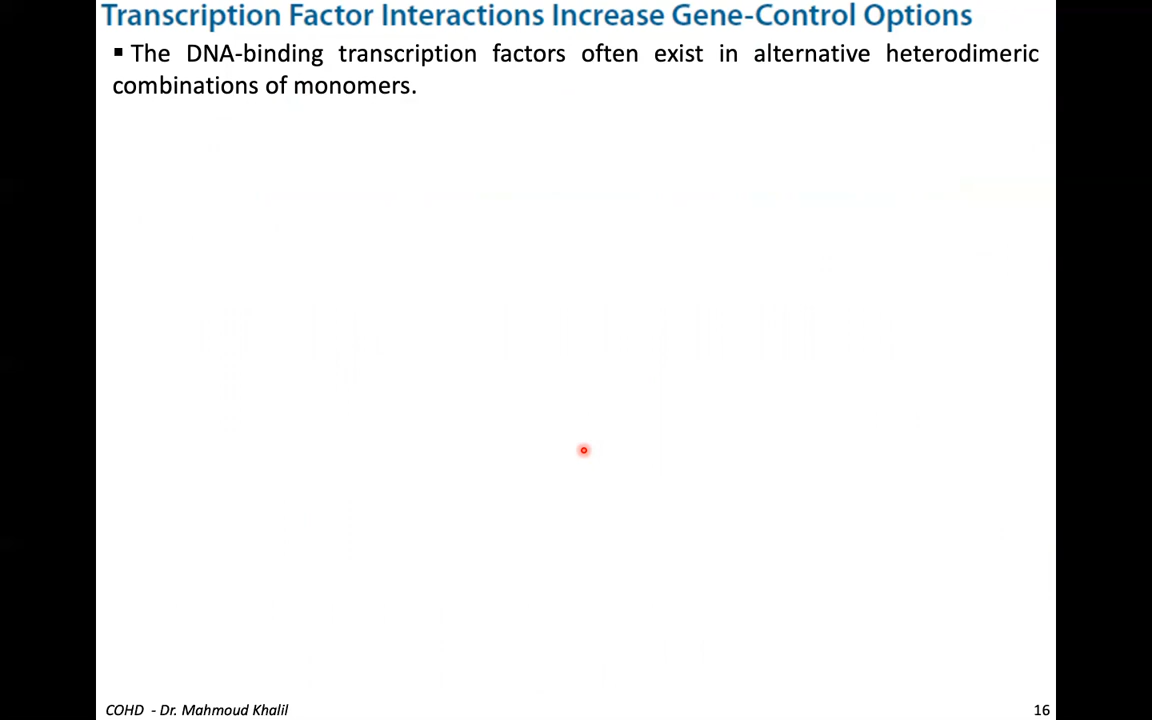 Transcription Factor Interactions Increase Gene-Control Options
▪ The DNA-binding transcription factors often exist in alternative heterodimeric
combinations of monomers.
COHD - Dr. Mahmoud Khalil
16